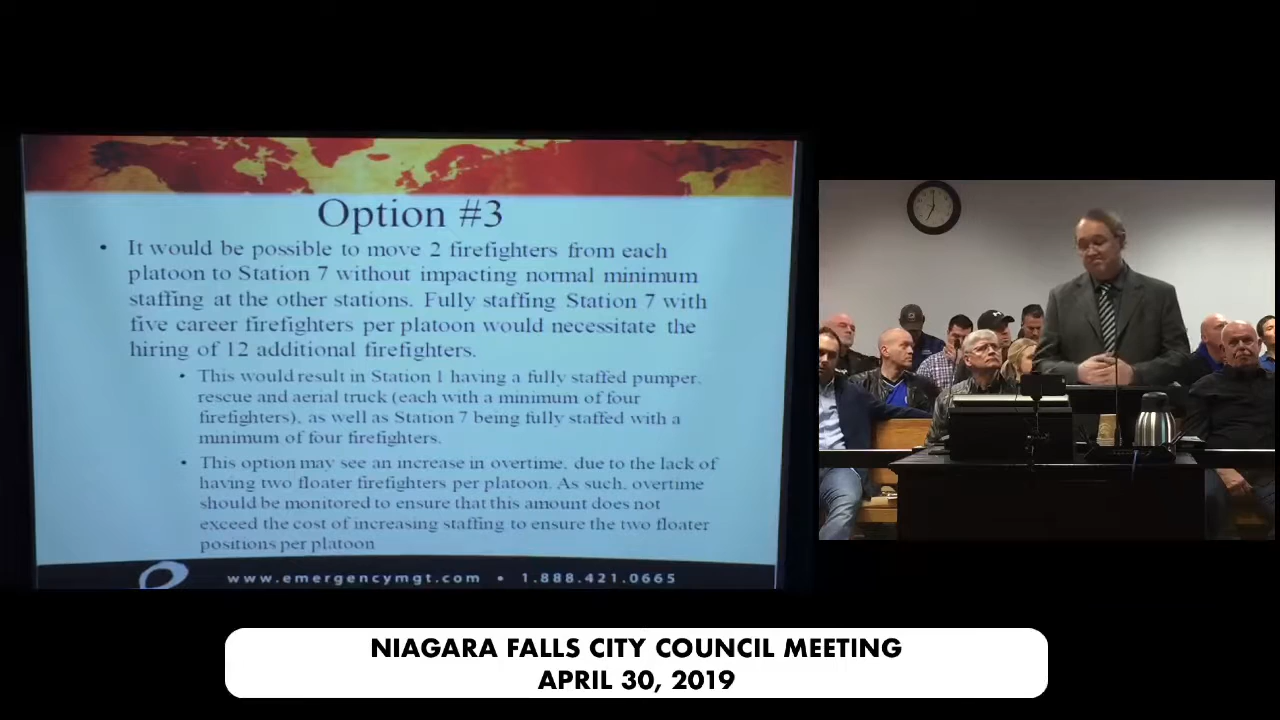 Option #3
• It would be possible to move 2 firefighters from each
platoon to Station 7 without impacting normal minimum
staffing at the other stations. Fully staffing Station 7 with
five career firefighters per platoon would necessitate the
hiring of 12 additional firefighters.
• This would result in Station 1 having a fully staffed pumper,
rescue and aerial truck (each with a minimum of four
firefighters), as well as Station 7 being fully staffed with a
minimum of four firefighters.
• This option may see an increase in overtime, due to the lack of
having two floater firefighters per platoon. As such, overtime
should be monitored to ensure that this amount does not
exceed the cost of increasing staffing to ensure the two floater
positions per platoon
www.emergencymgt.com • 1.888.421.0665
NIAGARA FALLS CITY COUNCIL MEETING
APRIL 30, 2019